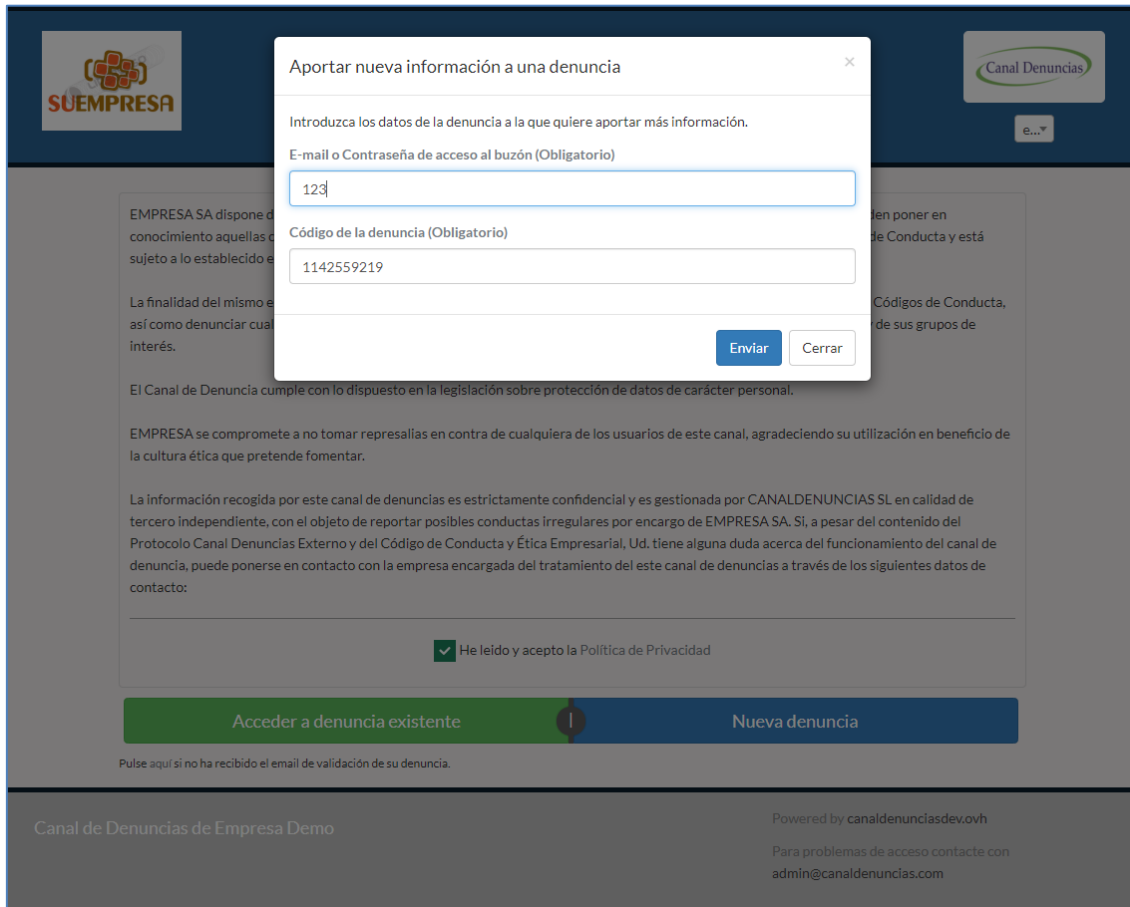 SUEMPRESA
Aportar nueva información a una denuncia
×
Canal Denuncias
e...
Introduzca los datos de la denuncia a la que quiere aportar más información.
E-mail o Contraseña de acceso al buzón (Obligatorio)
123
Código de la denuncia (Obligatorio)
1142559219
Enviar
Cerrar
EMPRESA SA dispone d
den poner en
conocimiento aquellas c
de Conducta y está
sujeto a lo establecido e
La finalidad del mismo e
Códigos de Conducta,
así como denunciar cual
de sus grupos de
interés.
El Canal de Denuncia cumple con lo dispuesto en la legislación sobre protección de datos de carácter personal.
EMPRESA se compromete a no tomar represalias en contra de cualquiera de los usuarios de este canal, agradeciendo su utilización en beneficio de
la cultura ética que pretende fomentar.
La información recogida por este canal de denuncias es estrictamente confidencial y es gestionada por CANALDENUNCIAS SL en calidad de
tercero independiente, con el objeto de reportar posibles conductas irregulares por encargo de EMPRESA SA. Si, a pesar del contenido del
Protocolo Canal Denuncias Externo y del Código de Conducta y Ética Empresarial, Ud. tiene alguna duda acerca del funcionamiento del canal de
denuncia, puede ponerse en contacto con la empresa encargada del tratamiento del este canal de denuncias a través de los siguientes datos de
contacto:
He leido y acepto la Política de Privacidad
Acceder a denuncia existente
Nueva denuncia
Pulse aquí si no ha recibido el email de validación de su denuncia.
Canal de Denuncias de Empresa Demo
Powered by canaldenunciasdev.ovh
Para problemas de acceso contacte con
admin@canaldenuncias.com